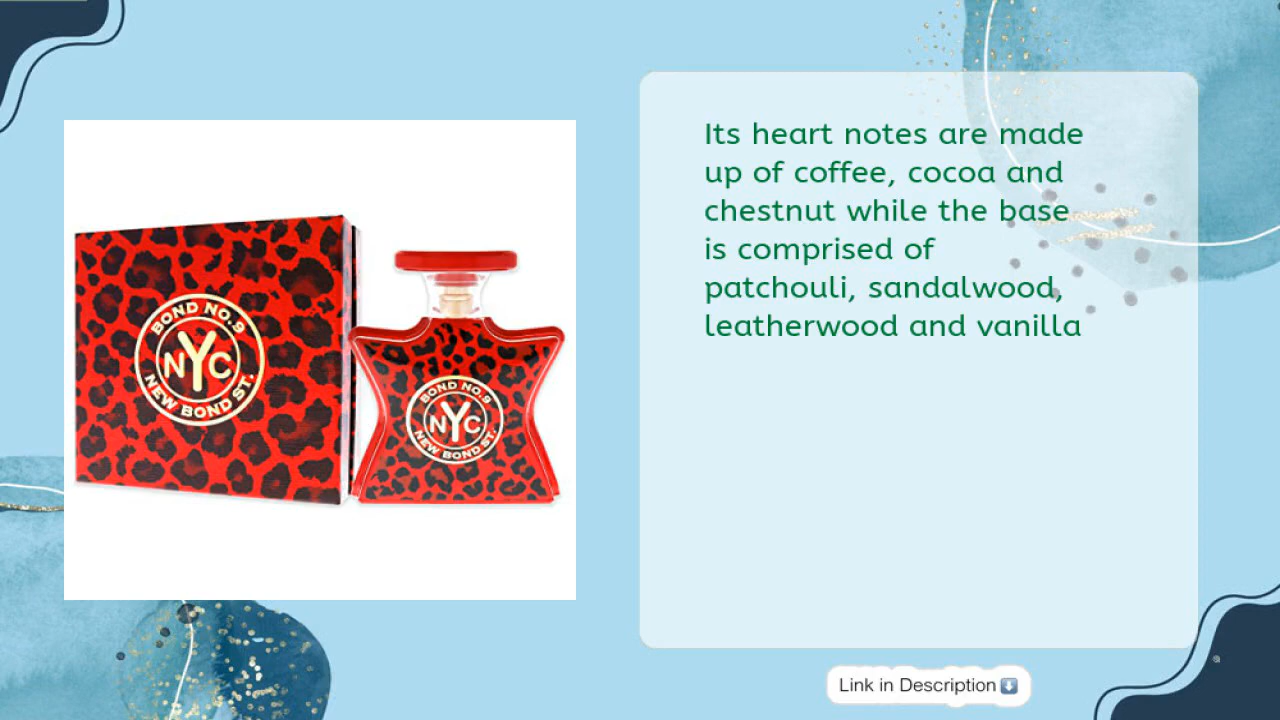 BOND NO.9
NYC
NEW BOND ST.
BOND NO.9
NYC
NEW BOND ST.
Its heart notes are made
up of coffee, cocoa and
chestnut while the base
is comprised of
patchouli, sandalwood,
leatherwood and vanilla
Link in Description⬇️